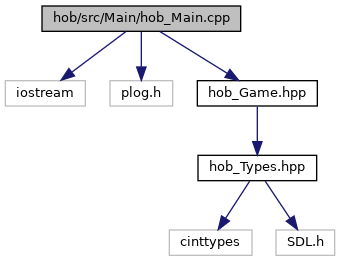 hob/src/Main/hob_Main.cpp
iostream
plog.h
hob_Game.hpp
hob_Types.hpp
cinttypes
SDL.h